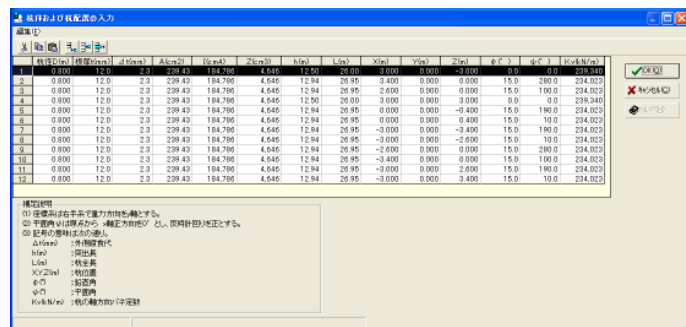 杭体および杭配置の入力
編集(E)
杭径D(m) 板厚t(mm) Δt(mm) A(cm2) I(cm4) Z(cm3) h(m) L(m) X(m) Y(m) Z(m) φ(°) ψ(°) Kv(kN/m)
1 0.800 12.0 2.3 239.43 184,786 4,646 12.50 26.00 3.000 0.000 -3.000 0.0 0.0 239,340
2 0.800 12.0 2.3 239.43 184,786 4,646 12.94 26.95 3.400 0.000 0.000 15.0 280.0 234,023
3 0.800 12.0 2.3 239.43 184,786 4,646 12.94 26.95 2.600 0.000 0.000 15.0 100.0 234,023
4 0.800 12.0 2.3 239.43 184,786 4,646 12.50 26.00 3.000 0.000 3.000 0.0 0.0 239,340
5 0.800 12.0 2.3 239.43 184,786 4,646 12.94 26.95 0.000 0.000 -0.400 15.0 190.0 234,023
6 0.800 12.0 2.3 239.43 184,786 4,646 12.94 26.95 0.000 0.000 0.400 15.0 10.0 234,023
7 0.800 12.0 2.3 239.43 184,786 4,646 12.94 26.95 -3.000 0.000 -3.400 15.0 190.0 234,023
8 0.800 12.0 2.3 239.43 184,786 4,646 12.94 26.95 -3.000 0.000 -2.600 15.0 10.0 234,023
9 0.800 12.0 2.3 239.43 184,786 4,646 12.94 26.95 -2.600 0.000 0.000 15.0 280.0 234,023
10 0.800 12.0 2.3 239.43 184,786 4,646 12.94 26.95 -3.400 0.000 0.000 15.0 100.0 234,023
11 0.800 12.0 2.3 239.43 184,786 4,646 12.94 26.95 -3.000 0.000 2.600 15.0 190.0 234,023
12 0.800 12.0 2.3 239.43 184,786 4,646 12.94 26.95 -3.000 0.000 3.400 15.0 10.0 234,023
OK(O)
キャンセル(C)
ヘルプ(H)
補足説明
(1) 座標系は右手系で重力方向をy軸とする。
(2) 平面角ψは原点からx軸正方向を0°とし、反時計回りを正とする。
(3) 記号の意味は次の通り。
Δt(mm) :外側腐食代
h(m) :突出長
L(m) :杭全長
X,Y,Z(m) :杭位置
φ(°) :鉛直角
ψ(°) :平面角
Kv(kN/m) :杭の軸方向バネ定数